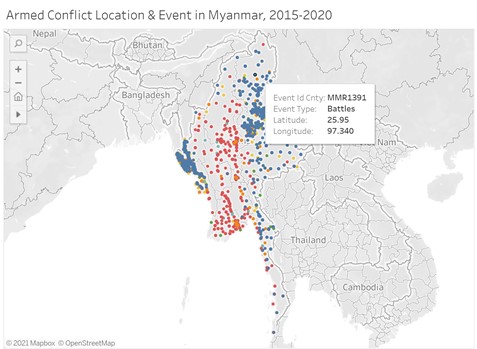 Armed Conflict Location & Event in Myanmar, 2015-2020
Nepal
Bhutan
Bangladesh
Event Id Cnty: MMR1391
Event Type: Battles
Latitude: 25.95
Longitude: 97.340
Nam
Laos
Thailand
Cambodia
© 2021 Mapbox © OpenStreetMap